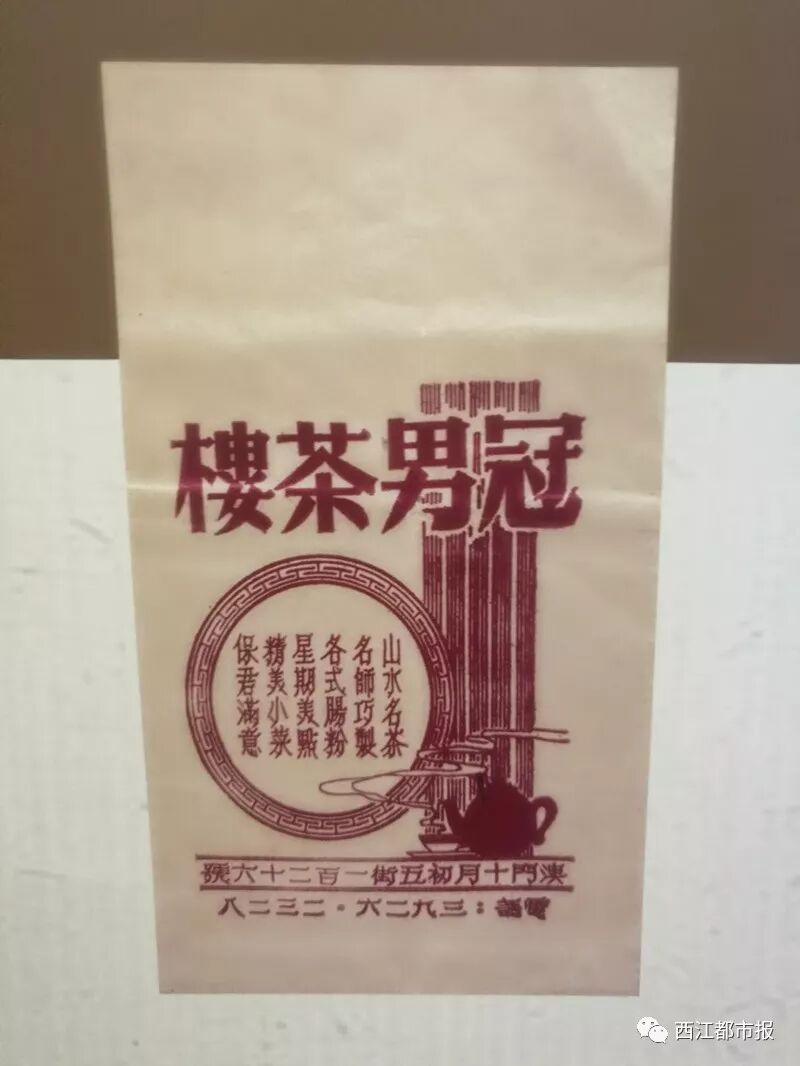 冠男茶樓
山水名茶
名師巧製
各式腸粉
星期美點
精美小菜
保君滿意
澳門十月初五街一百二十六號
電話：三九二六·二三二八
西江都市报